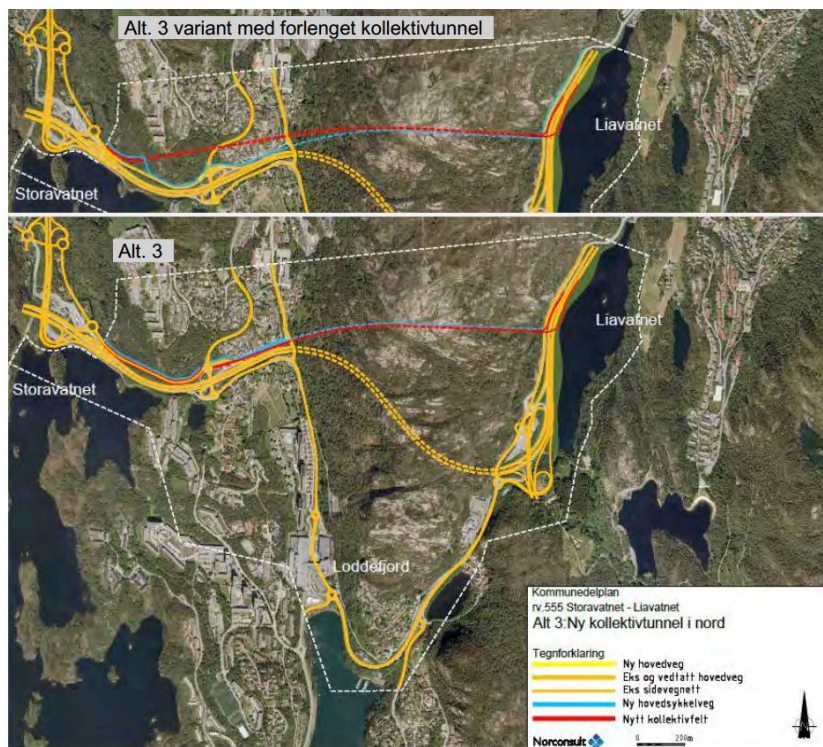 Alt. 3 variant med forlenget kollektivtunnel
Liavatnet
Storavatnet
Alt. 3
Liavatnet
Storavatnet
Loddefjord
Kommunedelplan
rv.555 Storavatnet - Liavatnet
Alt 3:Ny kollektivtunnel i nord
Tegnforklaring
Ny hovedveg
Eks og vedtatt hovedveg
Eks sidevegnett
Ny hovedsykkelveg
Nytt kollektivfelt
Norconsult
0 200m
N